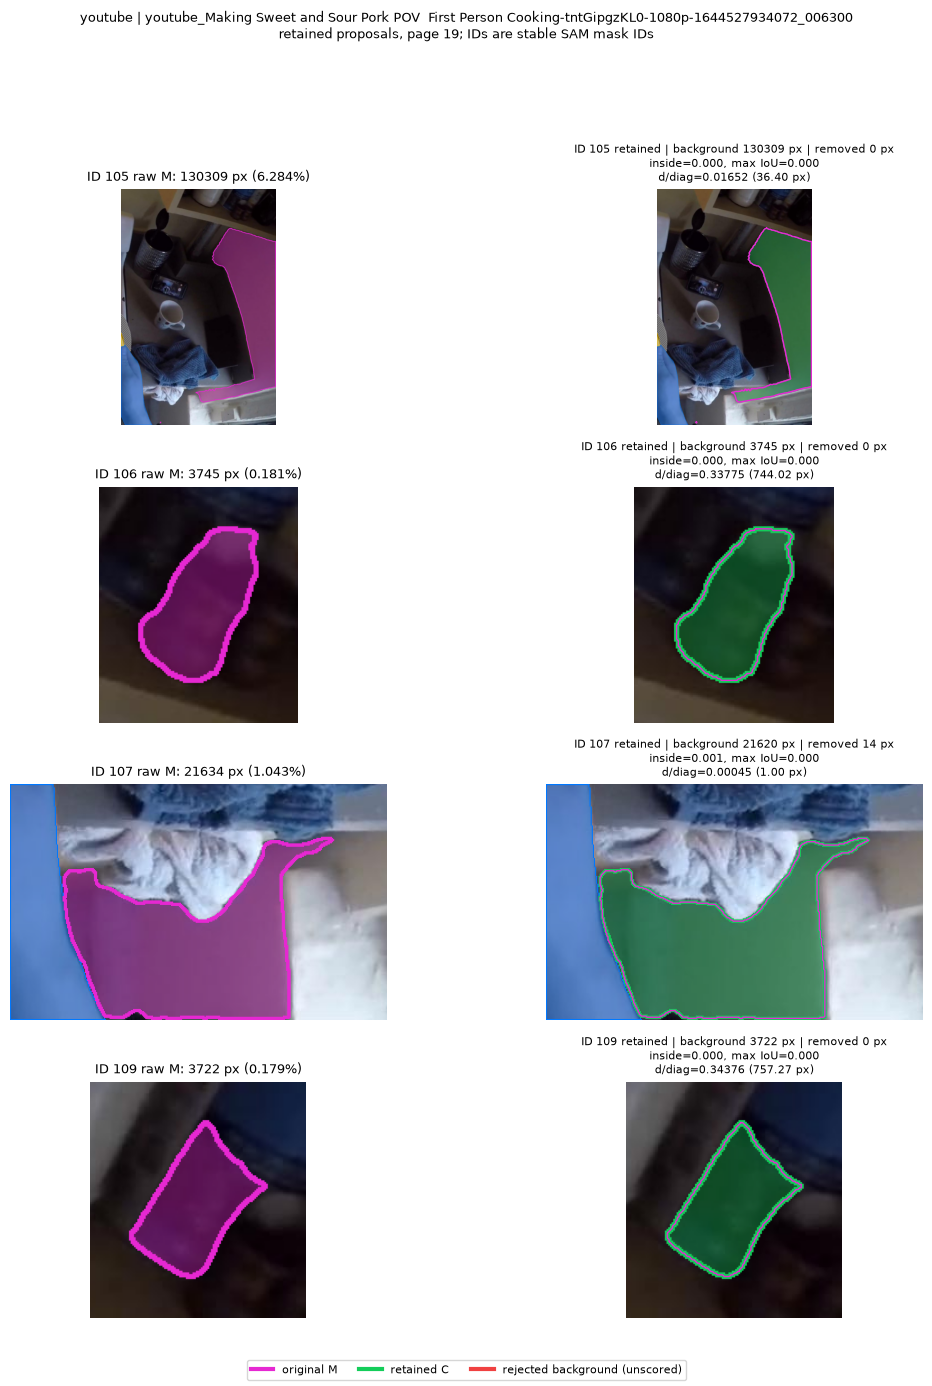 youtube | youtube_Making Sweet and Sour Pork POV  First Person Cooking-tntGipgzKL0-1080p-1644527934072_006300
retained proposals, page 19; IDs are stable SAM mask IDs
ID 105 raw M: 130309 px (6.284%)
ID 105 retained | background 130309 px | removed 0 px
inside=0.000, max IoU=0.000
d/diag=0.01652 (36.40 px)
ID 106 raw M: 3745 px (0.181%)
ID 106 retained | background 3745 px | removed 0 px
inside=0.000, max IoU=0.000
d/diag=0.33775 (744.02 px)
ID 107 raw M: 21634 px (1.043%)
ID 107 retained | background 21620 px | removed 14 px
inside=0.001, max IoU=0.000
d/diag=0.00045 (1.00 px)
ID 109 raw M: 3722 px (0.179%)
ID 109 retained | background 3722 px | removed 0 px
inside=0.000, max IoU=0.000
d/diag=0.34376 (757.27 px)
original M
retained C
rejected background (unscored)